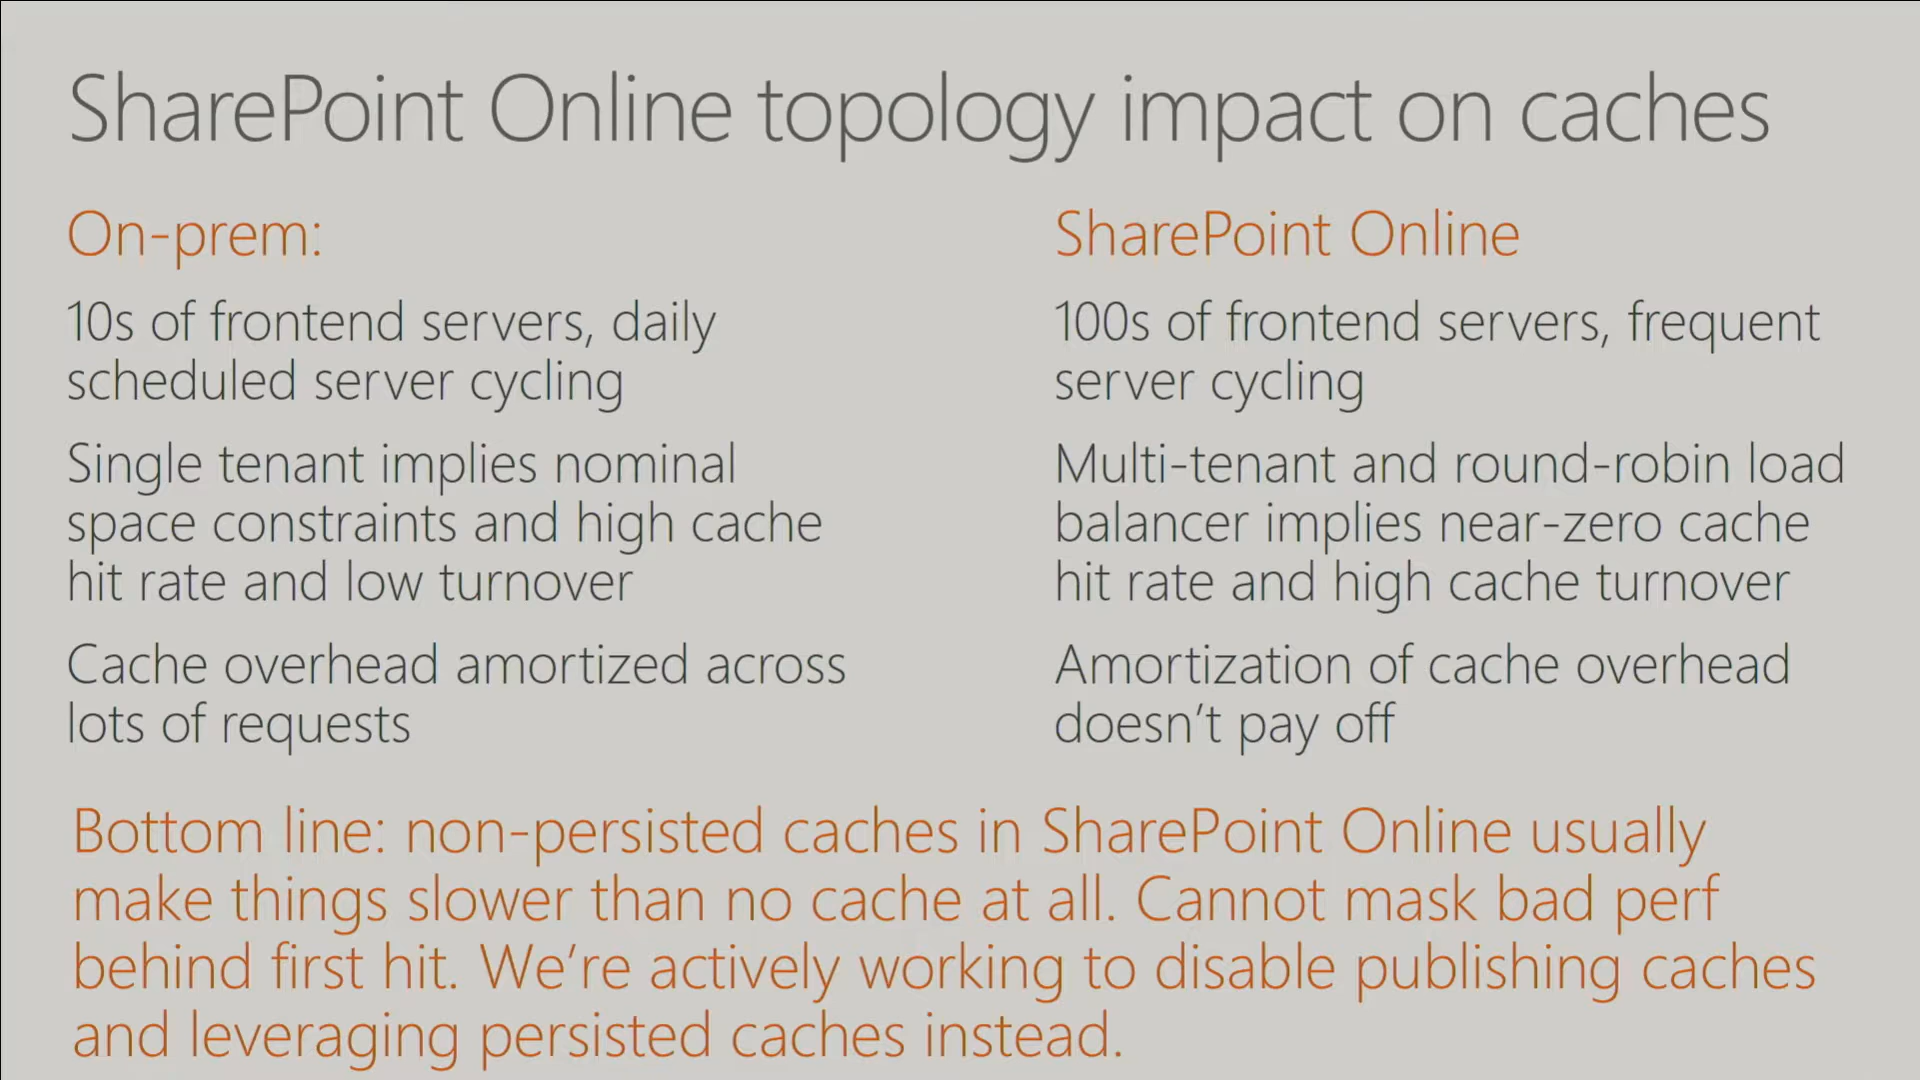 SharePoint Online topology impact on caches
On-prem:
10s of frontend servers, daily
scheduled server cycling
Single tenant implies nominal
space constraints and high cache
hit rate and low turnover
Cache overhead amortized across
lots of requests
SharePoint Online
100s of frontend servers, frequent
server cycling
Multi-tenant and round-robin load
balancer implies near-zero cache
hit rate and high cache turnover
Amortization of cache overhead
doesn't pay off
Bottom line: non-persisted caches in SharePoint Online usually
make things slower than no cache at all. Cannot mask bad perf
behind first hit. We're actively working to disable publishing caches
and leveraging persisted caches instead.